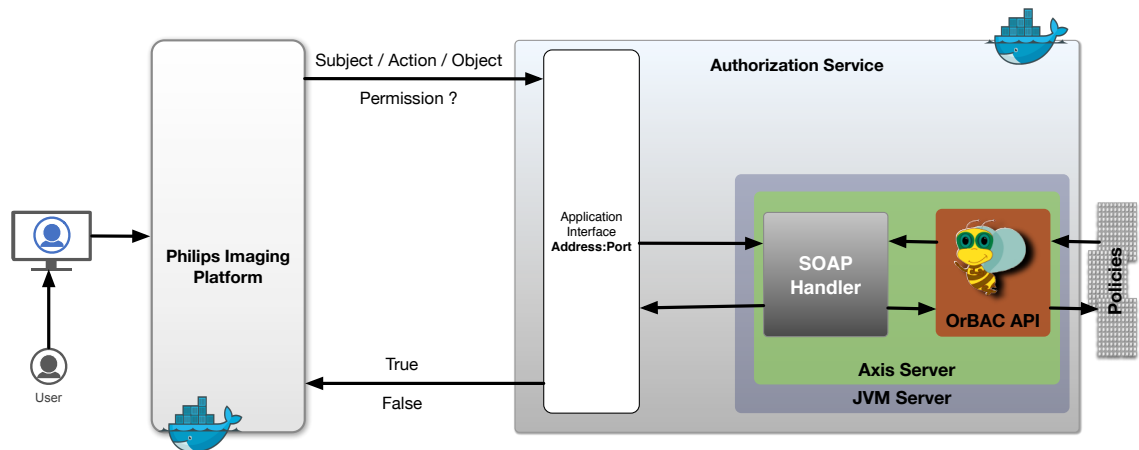 Subject / Action / Object
Permission ?
Authorization Service
Application
Interface
Address:Port
Philips Imaging
Platform
SOAP
Handler
OrBAC API
Policies
Axis Server
JVM Server
True
False
User